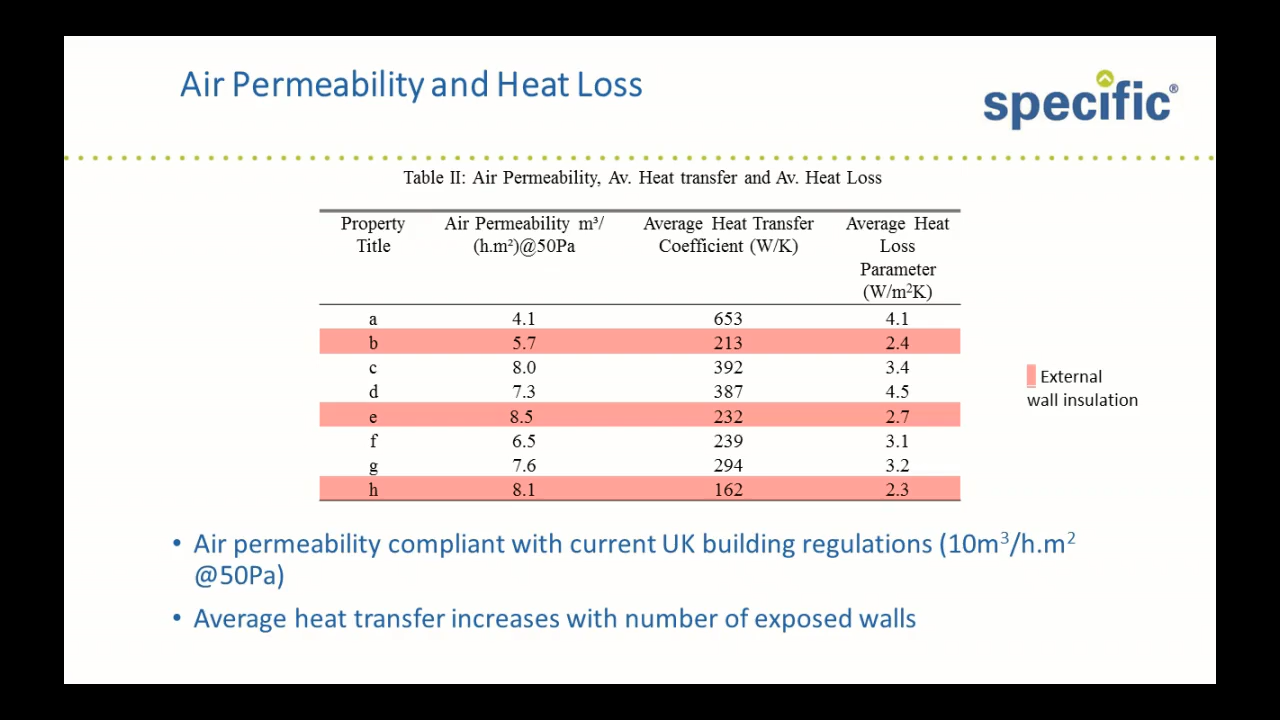 Air Permeability and Heat Loss
specific®
Table II: Air Permeability, Av. Heat transfer and Av. Heat Loss
Property Title Air Permeability m³/ (h.m²)@50Pa Average Heat Transfer Coefficient (W/K) Average Heat Loss Parameter (W/m²K)
a 4.1 653 4.1
b 5.7 213 2.4
c 8.0 392 3.4
d 7.3 387 4.5
e 8.5 232 2.7
f 6.5 239 3.1
g 7.6 294 3.2
h 8.1 162 2.3
External
wall insulation
• Air permeability compliant with current UK building regulations (10m³/h.m²
@50Pa)
• Average heat transfer increases with number of exposed walls